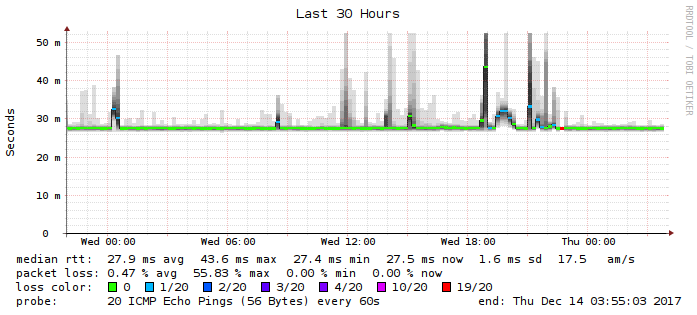 Last 30 Hours
RRDTOOL / TOBI OETIKER
Seconds
50 m
40 m
30 m
20 m
10 m
0
Wed 00:00 Wed 06:00 Wed 12:00 Wed 18:00 Thu 00:00
median rtt: 27.9 ms avg 43.6 ms max 27.4 ms min 27.5 ms now 1.6 ms sd 17.5 am/s
packet loss: 0.47 % avg 55.83 % max 0.00 % min 0.00 % now
loss color: 0 1/20 2/20 3/20 4/20 10/20 19/20
probe: 20 ICMP Echo Pings (56 Bytes) every 60s end: Thu Dec 14 03:55:03 2017